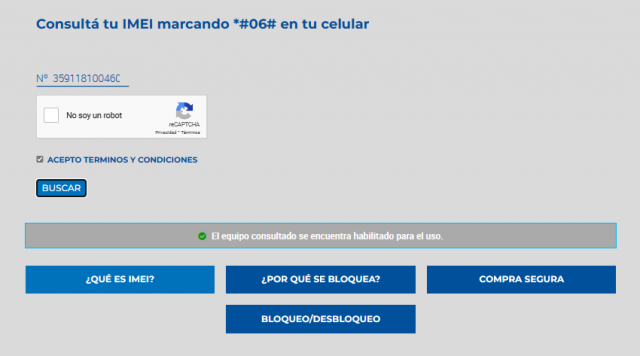 Consultá tu IMEI marcando *#06# en tu celular
Nº 35911810046
No soy un robot
reCAPTCHA
Privacidad - Términos
ACEPTO TERMINOS Y CONDICIONES
BUSCAR
El equipo consultado se encuentra habilitado para el uso.
¿QUÉ ES IMEI?
¿POR QUÉ SE BLOQUEA?
COMPRA SEGURA
BLOQUEO/DESBLOQUEO